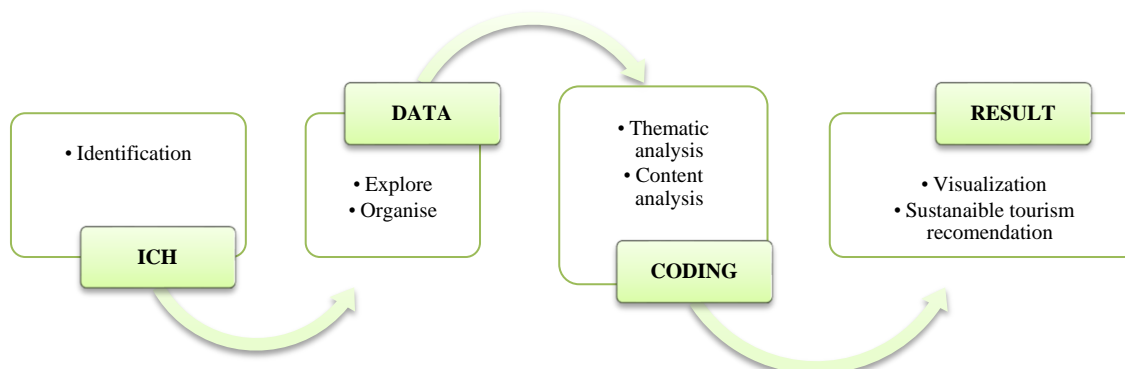 • Identification
ICH
DATA
• Explore
• Organise
• Thematic
analysis
• Content
analysis
CODING
RESULT
• Visualization
• Sustanaible tourism
recomendation